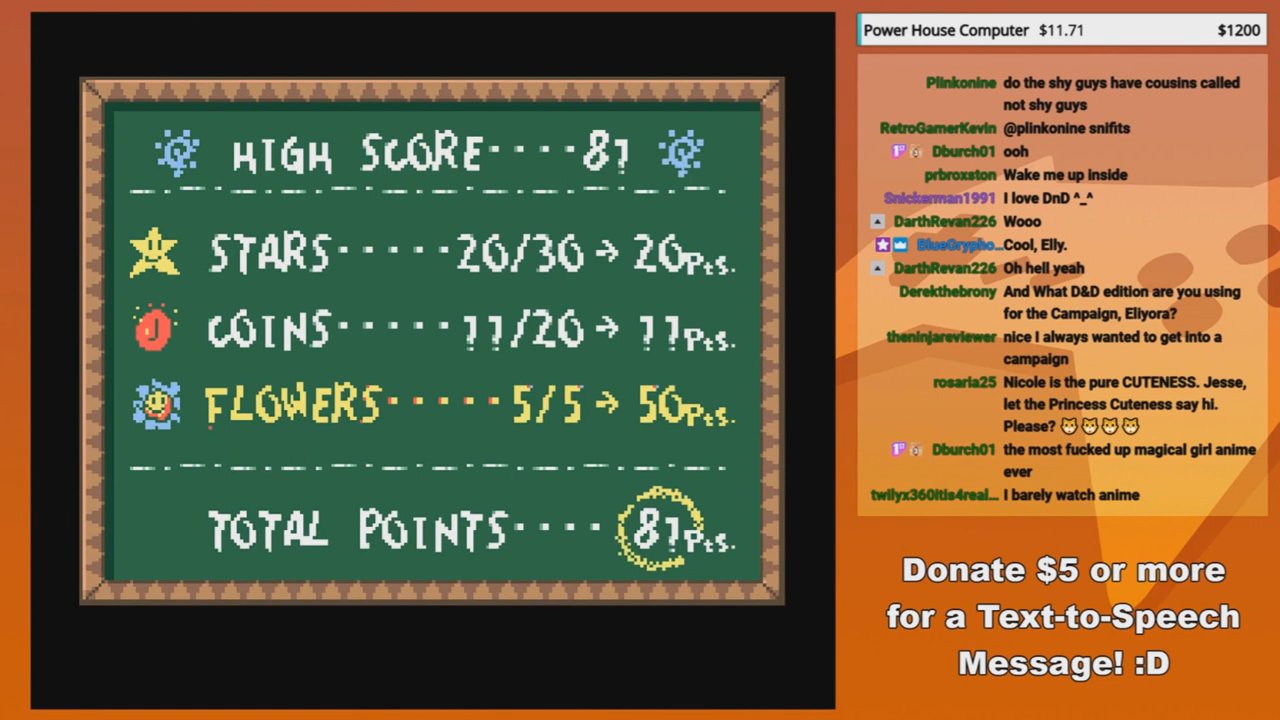 HIGH SCORE····81
STARS·····20/30→20Pts.
COINS·····11/20→11Pts.
FLOWERS·····5/5→50Pts.
TOTAL POINTS····81Pts.
Power House Computer $11.71 $1200
Plinkonine do the shy guys have cousins called
not shy guys
RetroGamerKevin @plinkonine snifits
Dburch01 ooh
prbroxston Wake me up inside
Snickerman1991 I love DnD ^_^
DarthRevan226 Wooo
BlueGrypho... Cool, Elly.
DarthRevan226 Oh hell yeah
Derekthebrony And What D&D edition are you using
for the Campaign, Ellyora?
theninjareviewer nice I always wanted to get into a
campaign
rosaria25 Nicole is the pure CUTENESS. Jesse,
let the Princess Cuteness say hi.
Please? 🐱🐱🐱🐱
Dburch01 the most fucked up magical girl anime
ever
twilyx360itis4real... I barely watch anime
Donate $5 or more
for a Text-to-Speech
Message! :D